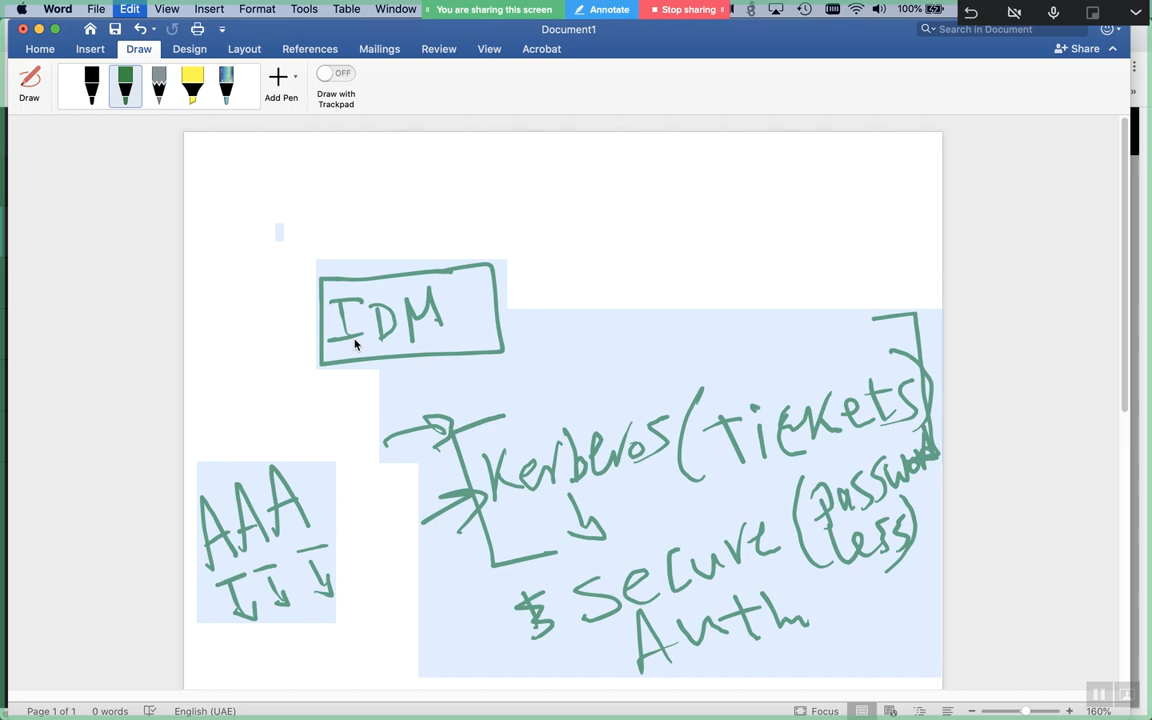 Word File Edit View Insert Format Tools Table Window You are sharing this screen Annotate Stop sharing 100%
Document1
Search in Document
Home Insert Draw Design Layout References Mailings Review View Acrobat Share
OFF
Draw Add Pen Draw with Trackpad
IDM
Kerberos (Tickets)
AAA
Secure (password less)
Auth
Page 1 of 1 0 words English (UAE) Focus 160%